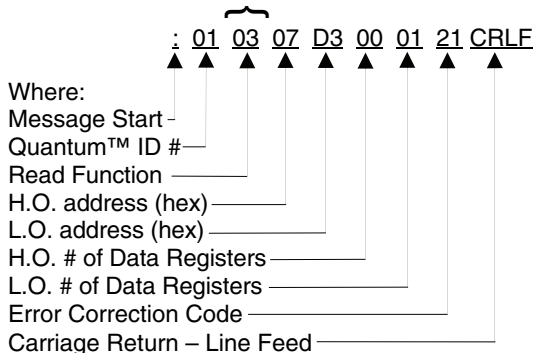 : 01 03 07 D3 00 01 21 CRLF
Where:
Message Start
Quantum™ ID #
Read Function
H.O. address (hex)
L.O. address (hex)
H.O. # of Data Registers
L.O. # of Data Registers
Error Correction Code
Carriage Return – Line Feed